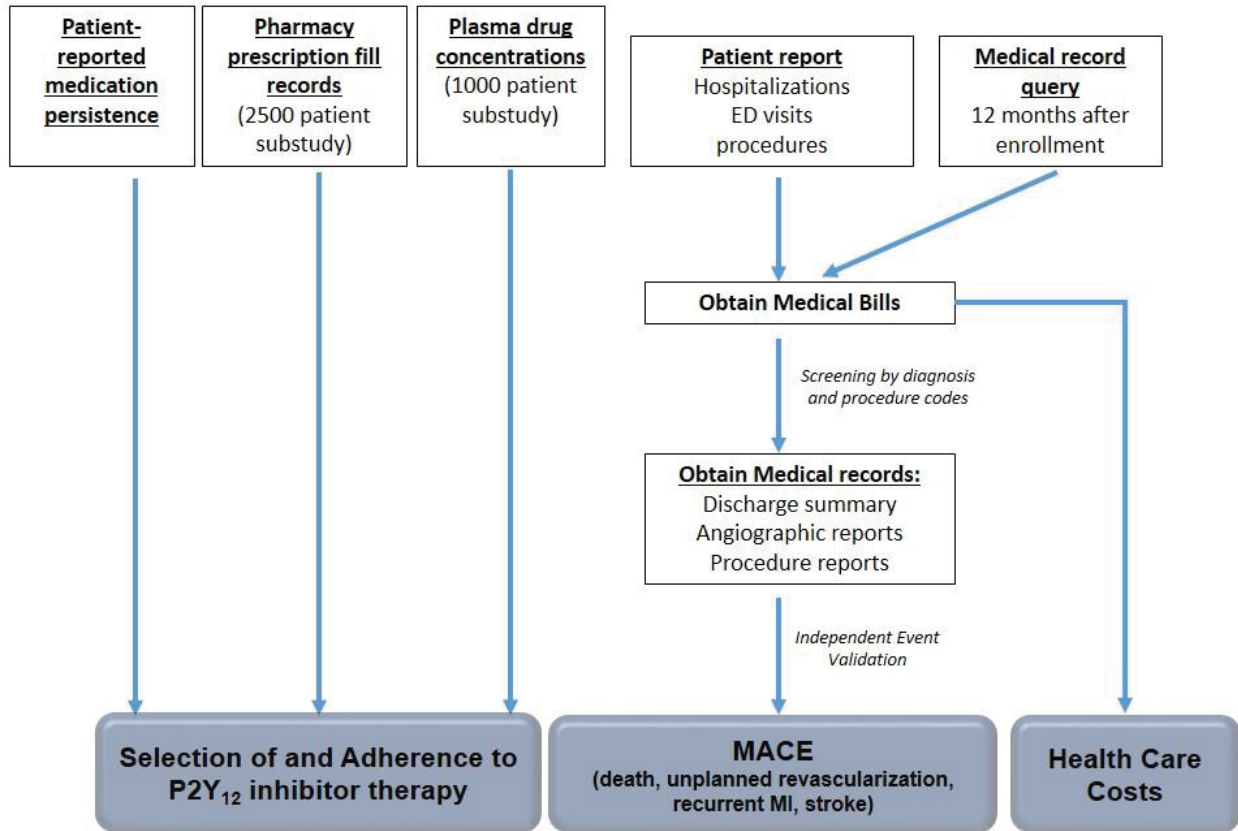 Patient-
reported
medication
persistence
Pharmacy
prescription fill
records
(2500 patient
substudy)
Plasma drug
concentrations
(1000 patient
substudy)
Patient report
Hospitalizations
ED visits
procedures
Medical record
query
12 months after
enrollment
Obtain Medical Bills
Screening by diagnosis
and procedure codes
Obtain Medical records:
Discharge summary
Angiographic reports
Procedure reports
Independent Event
Validation
Selection of and Adherence to
P2Y₁₂ inhibitor therapy
MACE
(death, unplanned revascularization,
recurrent MI, stroke)
Health Care
Costs